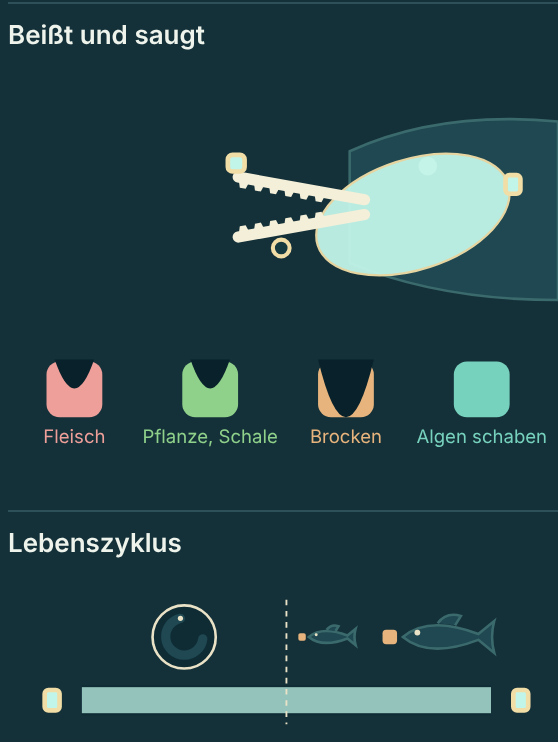 Beißt und saugt
Fleisch
Pflanze, Schale
Brocken
Algen schaben
Lebenszyklus